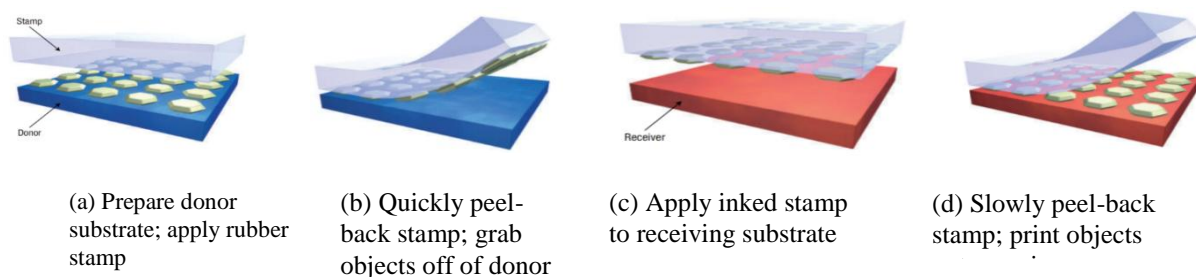 Stamp
Donor
Receiver
(a) Prepare donor
substrate; apply rubber
stamp
(b) Quickly peel-
back stamp; grab
objects off of donor
(c) Apply inked stamp
to receiving substrate
(d) Slowly peel-back
stamp; print objects